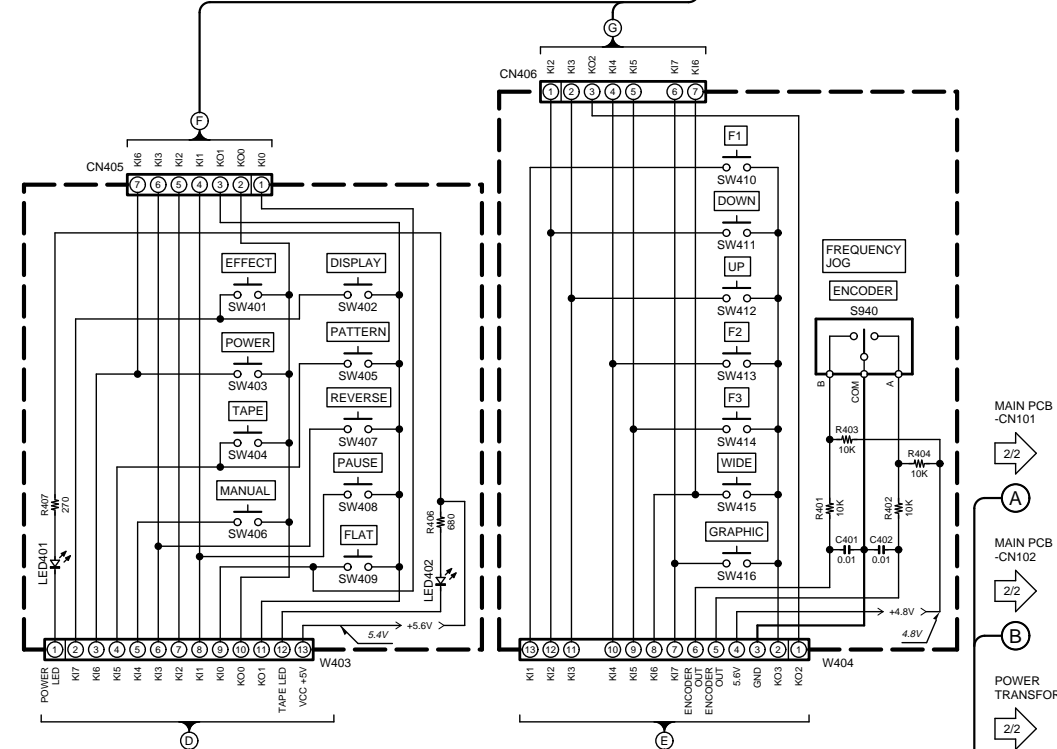 G
CN406
KI2 KI3 KO2 KI4 KI5 KI7 KI6
1 2 3 4 5 6 7
F
CN405
KI6 KI3 KI2 KI1 KO1 KO0 KI0
7 6 5 4 3 2 1
EFFECT
SW401
DISPLAY
SW402
POWER
SW403
PATTERN
SW405
TAPE
SW404
REVERSE
SW407
MANUAL
SW406
PAUSE
SW408
FLAT
SW409
R407
270
LED401
R406
680
LED402
+5.6V
5.4V
1 2 3 4 5 6 7 8 9 10 11 12 13
W403
POWER LED
KI7
KI6
KI5
KI4
KI3
KI2
KI1
KI0
KO0
KO1
TAPE LED
VCC +5V
D
F1
SW410
DOWN
SW411
UP
SW412
F2
SW413
F3
SW414
WIDE
SW415
GRAPHIC
SW416
FREQUENCY
JOG
ENCODER
S940
B
COM
A
R403
10K
R404
10K
R401
10K
R402
10K
C401
0.01
C402
0.01
+4.8V
4.8V
13 12 11 10 9 8 7 6 5 4 3 2 1
W404
KI1
KI2
KI3
KI4
KI5
KI6
KI7
ENCODER
OUT
ENCODER
OUT
5.6V
GND
KO3
KO2
E
MAIN PCB
-CN101
2/2
A
MAIN PCB
-CN102
2/2
B
POWER
TRANSFOR
2/2